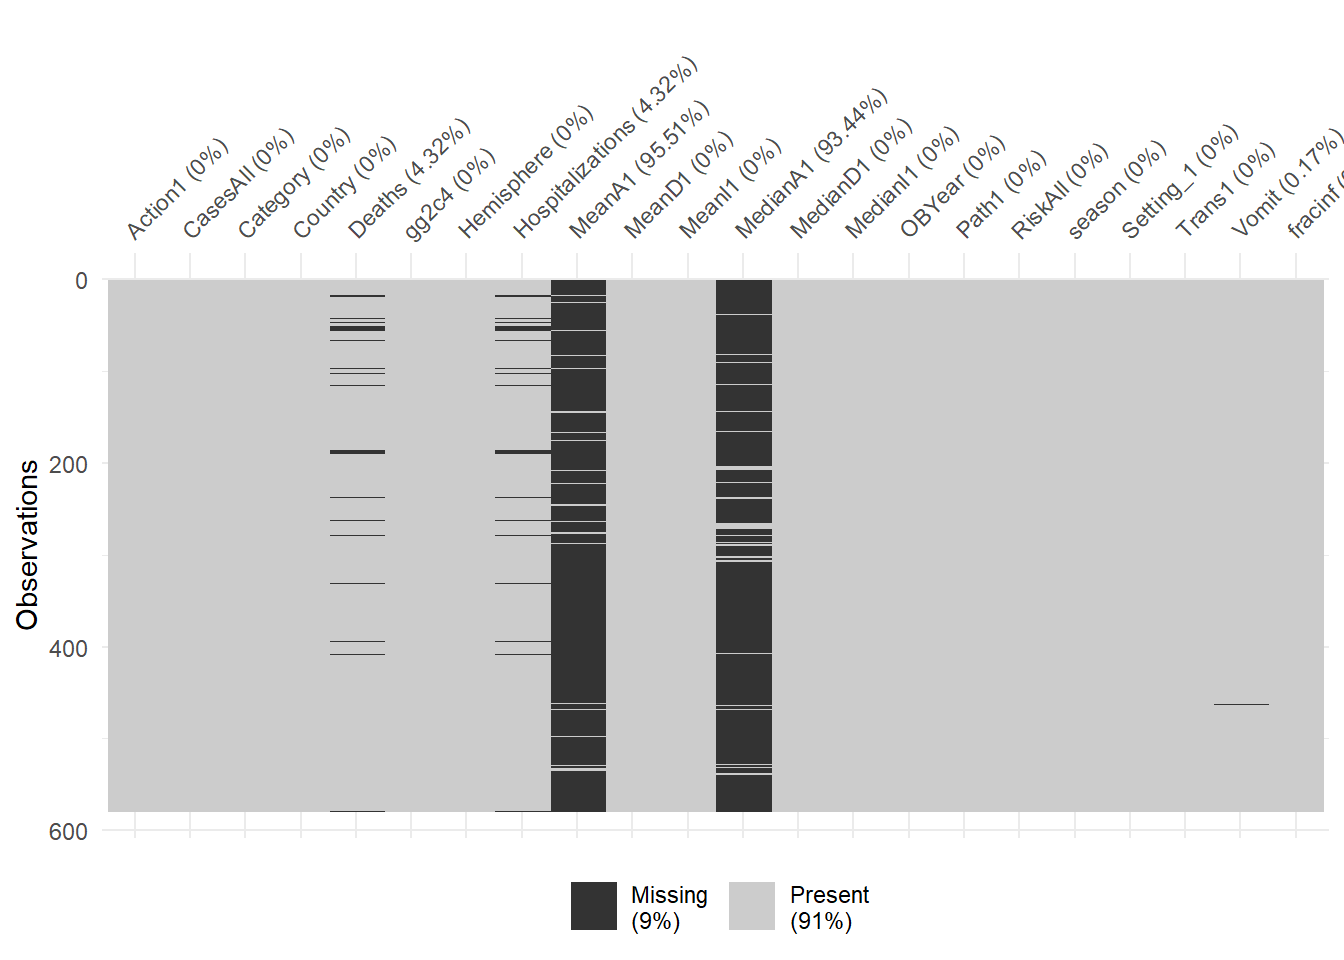 Action1 (0%)
CasesAll (0%)
Category (0%)
Country (0%)
Deaths (4.32%)
gg2c4 (0%)
Hemisphere (0%)
Hospitalizations (4.32%)
MeanA1 (95.51%)
MeanD1 (0%)
MeanI1 (0%)
MedianA1 (93.44%)
MedianD1 (0%)
MedianI1 (0%)
OBYear (0%)
Path1 (0%)
RiskAll (0%)
season (0%)
Setting_1 (0%)
Trans1 (0%)
Vomit (0.17%)
fracinf
Observations
0
200
400
600
Missing
(9%)
Present
(91%)